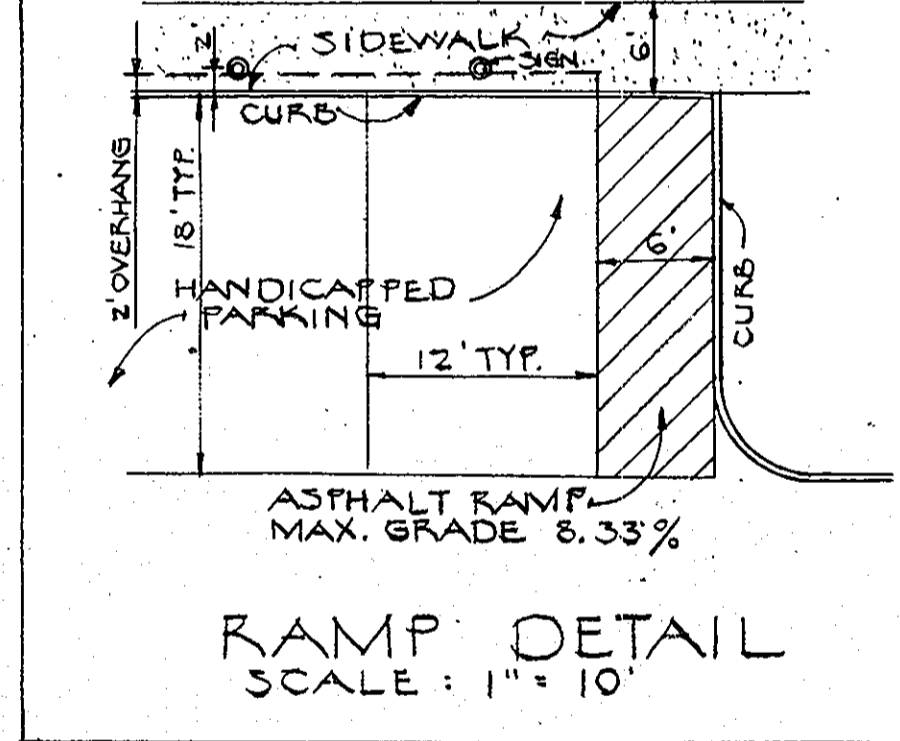 2'
SIDEWALK
SIGN
6'
CURB
2' OVERHANG
18' TYP.
6'
CURB
HANDICAPPED
PARKING
12' TYP.
ASPHALT RAMP
MAX. GRADE 8.33%
RAMP DETAIL
SCALE : 1" = 10'